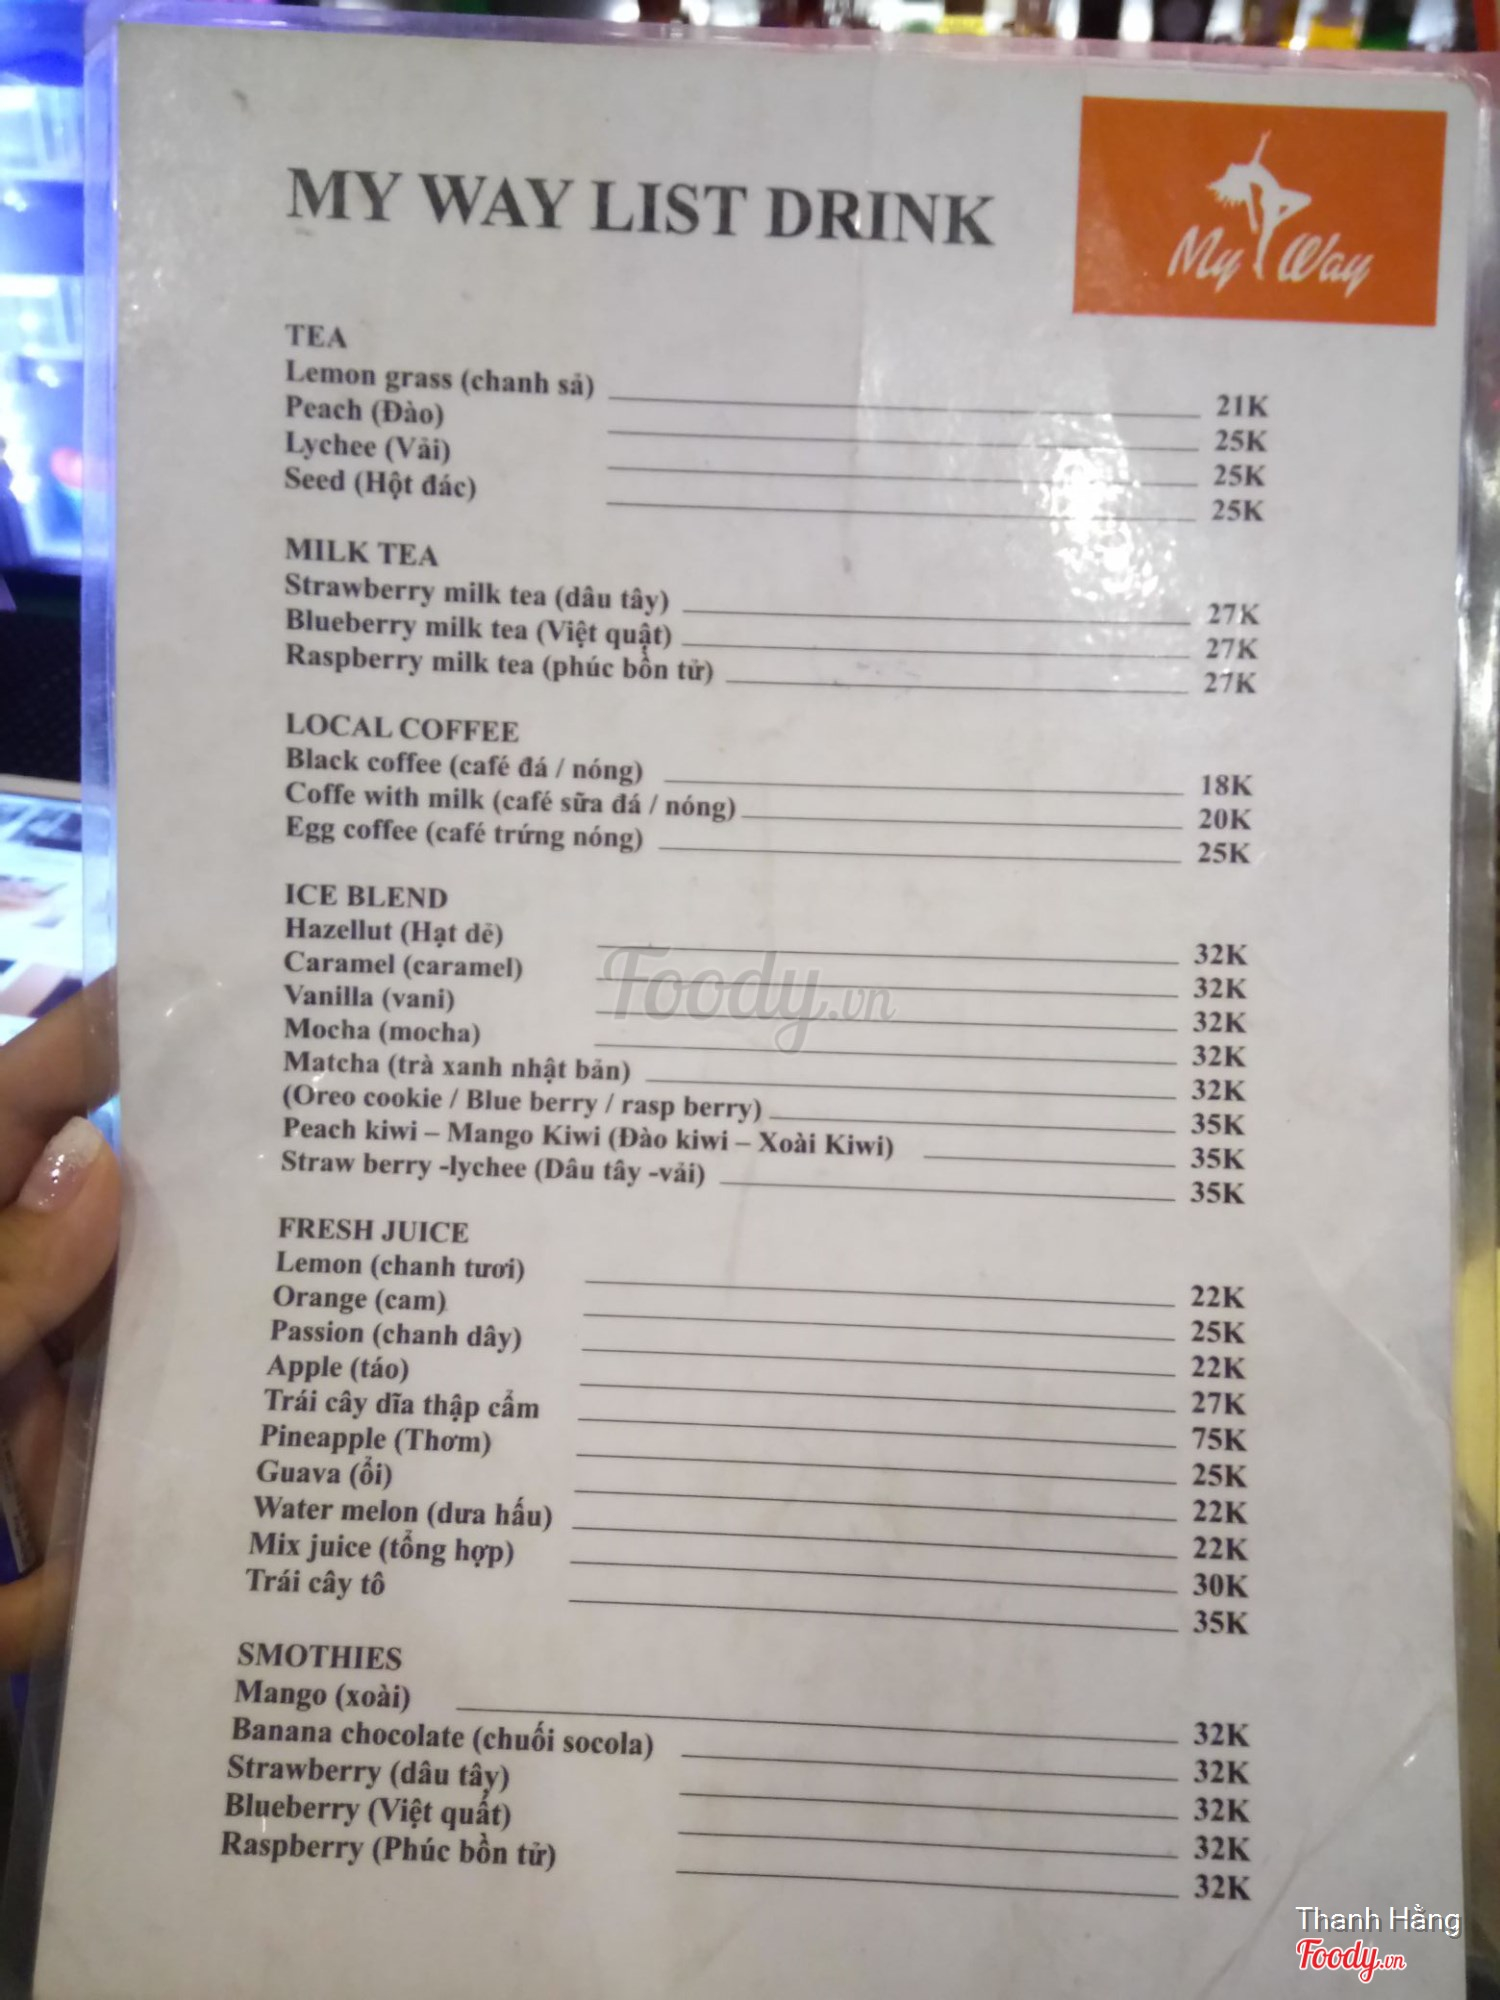 MY WAY LIST DRINK
My Way
TEA
Lemon grass (chanh sả) 21K
Peach (Đào) 25K
Lychee (Vải) 25K
Seed (Hột đác) 25K
MILK TEA
Strawberry milk tea (dâu tây) 27K
Blueberry milk tea (Việt quật) 27K
Raspberry milk tea (phúc bồn tử) 27K
LOCAL COFFEE
Black coffee (café đá / nóng) 18K
Coffe with milk (café sữa đá / nóng) 20K
Egg coffee (café trứng nóng) 25K
ICE BLEND
Hazellut (Hạt dẻ) 32K
Caramel (caramel) 32K
Vanilla (vani) 32K
Mocha (mocha) 32K
Matcha (trà xanh nhật bản) 32K
(Oreo cookie / Blue berry / rasp berry) 35K
Peach kiwi – Mango Kiwi (Đào kiwi – Xoài Kiwi) 35K
Straw berry -lychee (Dâu tây -vải) 35K
FRESH JUICE
Lemon (chanh tươi) 22K
Orange (cam) 25K
Passion (chanh dây) 22K
Apple (táo) 27K
Trái cây dĩa thập cẩm 75K
Pineapple (Thơm) 25K
Guava (ổi) 22K
Water melon (dưa hấu) 22K
Mix juice (tổng hợp) 30K
Trái cây tô 35K
SMOTHIES
Mango (xoài) 32K
Banana chocolate (chuối socola) 32K
Strawberry (dâu tây) 32K
Blueberry (Việt quất) 32K
Raspberry (Phúc bồn tử) 32K
Foody.vn
Thanh Hằng
Foody.vn